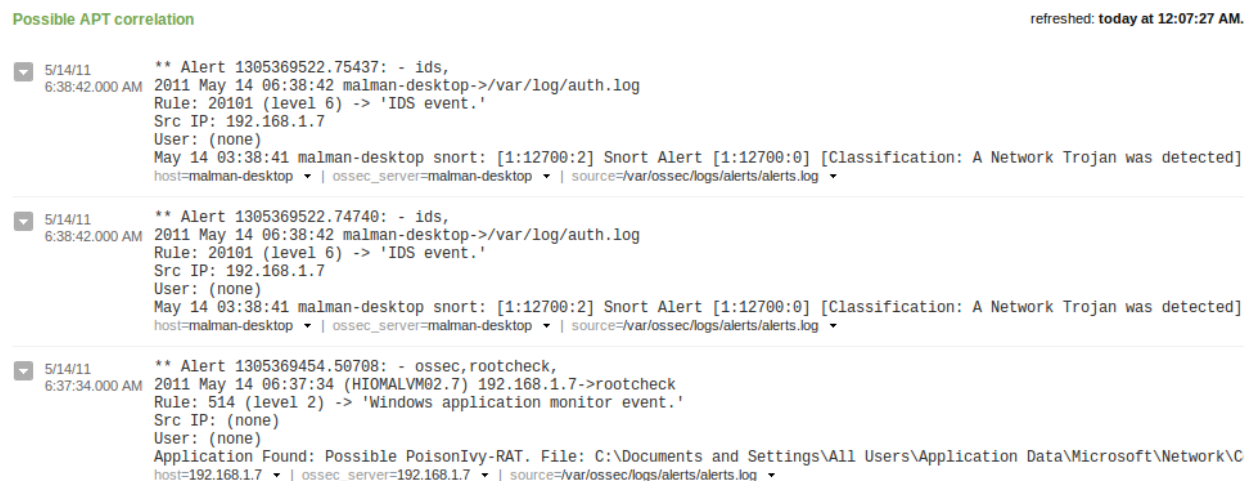 Possible APT correlation
refreshed: today at 12:07:27 AM.
5/14/11
6:38:42.000 AM
** Alert 1305369522.75437: - ids,
2011 May 14 06:38:42 malman-desktop->/var/log/auth.log
Rule: 20101 (level 6) -> 'IDS event.'
Src IP: 192.168.1.7
User: (none)
May 14 03:38:41 malman-desktop snort: [1:12700:2] Snort Alert [1:12700:0] [Classification: A Network Trojan was detected]
host=malman-desktop | ossec_server=malman-desktop | source=/var/ossec/logs/alerts/alerts.log
5/14/11
6:38:42.000 AM
** Alert 1305369522.74740: - ids,
2011 May 14 06:38:42 malman-desktop->/var/log/auth.log
Rule: 20101 (level 6) -> 'IDS event.'
Src IP: 192.168.1.7
User: (none)
May 14 03:38:41 malman-desktop snort: [1:12700:2] Snort Alert [1:12700:0] [Classification: A Network Trojan was detected]
host=malman-desktop | ossec_server=malman-desktop | source=/var/ossec/logs/alerts/alerts.log
5/14/11
6:37:34.000 AM
** Alert 1305369454.50708: - ossec,rootcheck,
2011 May 14 06:37:34 (HIOMALVM02.7) 192.168.1.7->rootcheck
Rule: 514 (level 2) -> 'Windows application monitor event.'
Src IP: (none)
User: (none)
Application Found: Possible PoisonIvy-RAT. File: C:\Documents and Settings\All Users\Application Data\Microsoft\Network\C
host=192.168.1.7 | ossec_server=192.168.1.7 | source=/var/ossec/logs/alerts/alerts.log